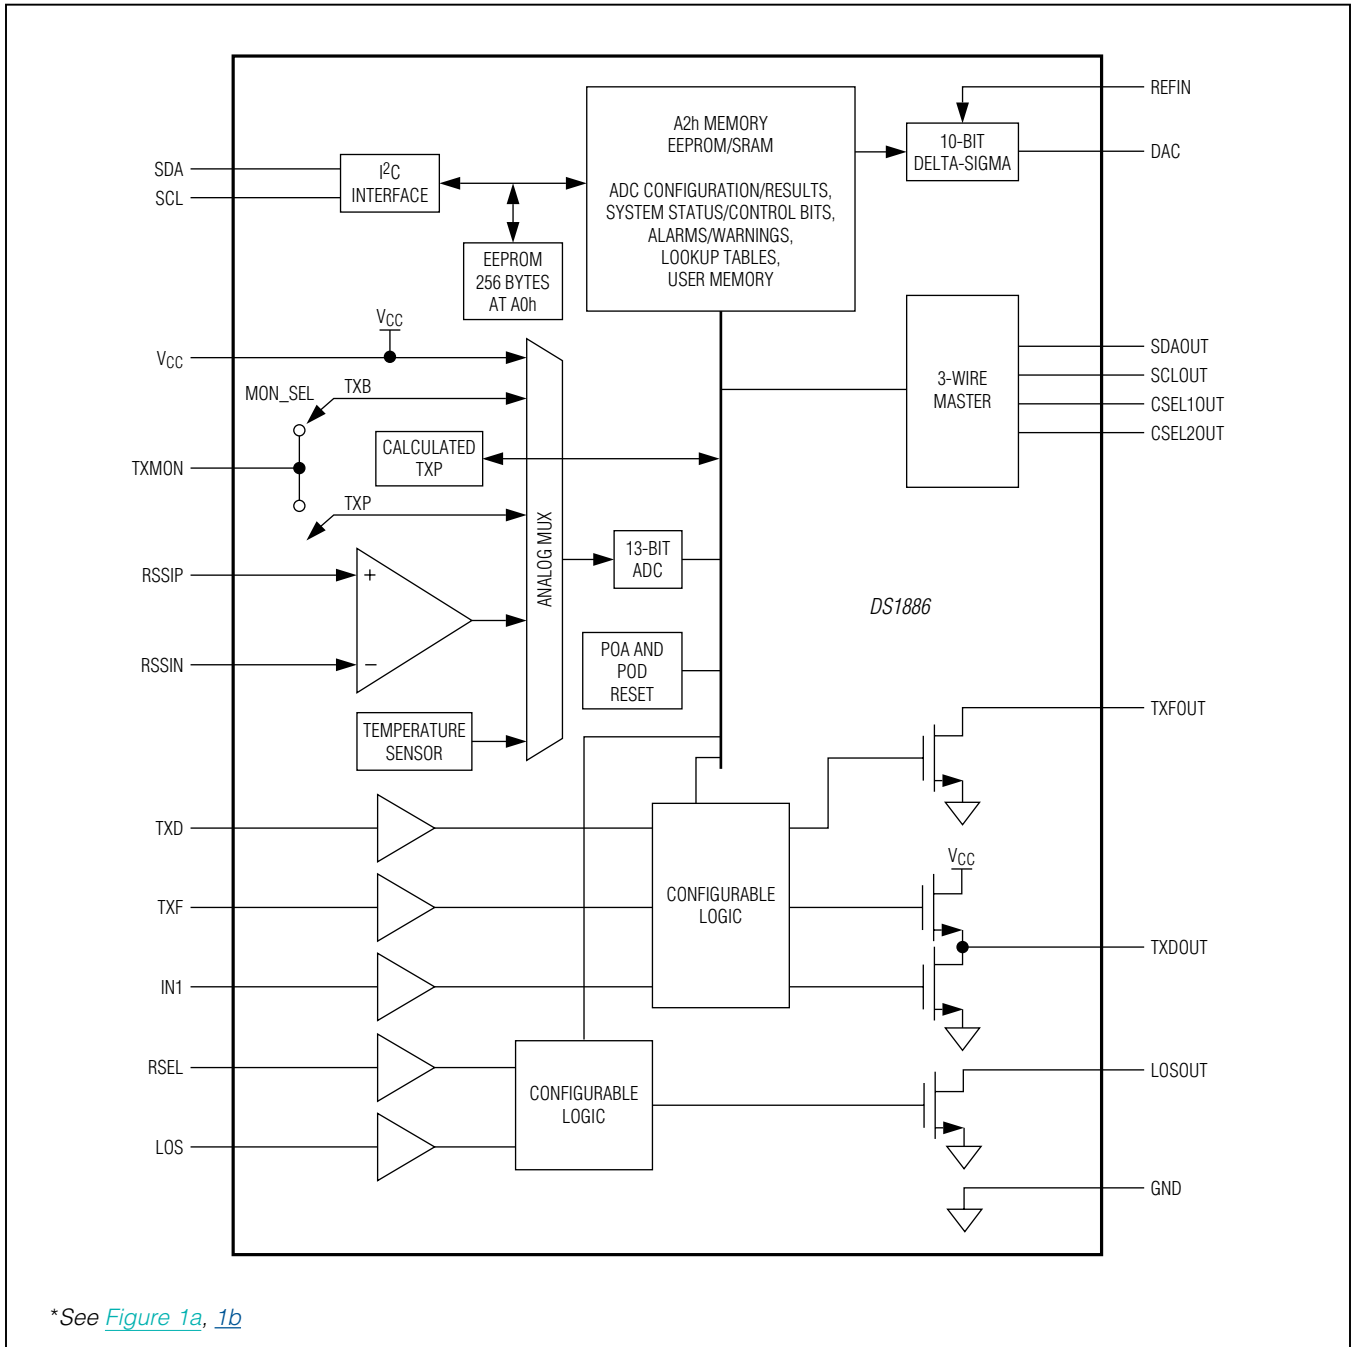 REFIN
A2h MEMORY
EEPROM/SRAM
ADC CONFIGURATION/RESULTS,
SYSTEM STATUS/CONTROL BITS,
ALARMS/WARNINGS,
LOOKUP TABLES,
USER MEMORY
10-BIT
DELTA-SIGMA
DAC
SDA
SCL
I2C
INTERFACE
EEPROM
256 BYTES
AT A0h
VCC
VCC
MON_SEL
TXB
CALCULATED
TXP
TXMON
TXP
3-WIRE
MASTER
SDAOUT
SCLOUT
CSEL1OUT
CSEL2OUT
ANALOG MUX
13-BIT
ADC
RSSIP
+
RSSIN
−
DS1886
POA AND
POD
RESET
TEMPERATURE
SENSOR
TXFOUT
TXD
TXF
IN1
CONFIGURABLE
LOGIC
VCC
TXDOUT
RSEL
LOS
CONFIGURABLE
LOGIC
LOSOUT
GND
*See Figure 1a, 1b